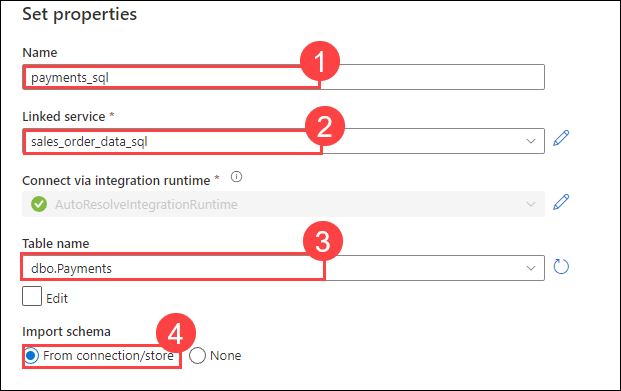 Set properties
Name
1
payments_sql
Linked service *
2
sales_order_data_sql
Connect via integration runtime * i
AutoResolveIntegrationRuntime
Table name
3
dbo.Payments
Edit
Import schema
4
From connection/store None